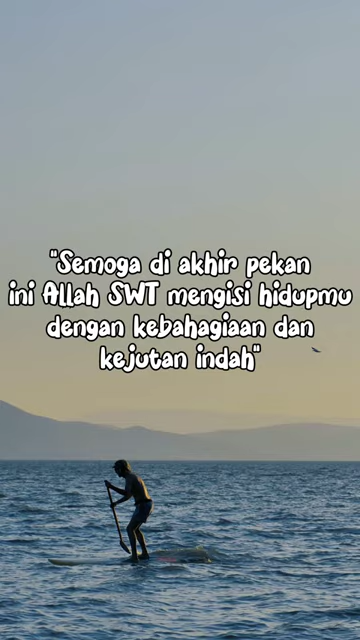 "Semoga di akhir pekan
ini Allah SWT mengisi hidupmu
dengan kebahagiaan dan
kejutan indah"